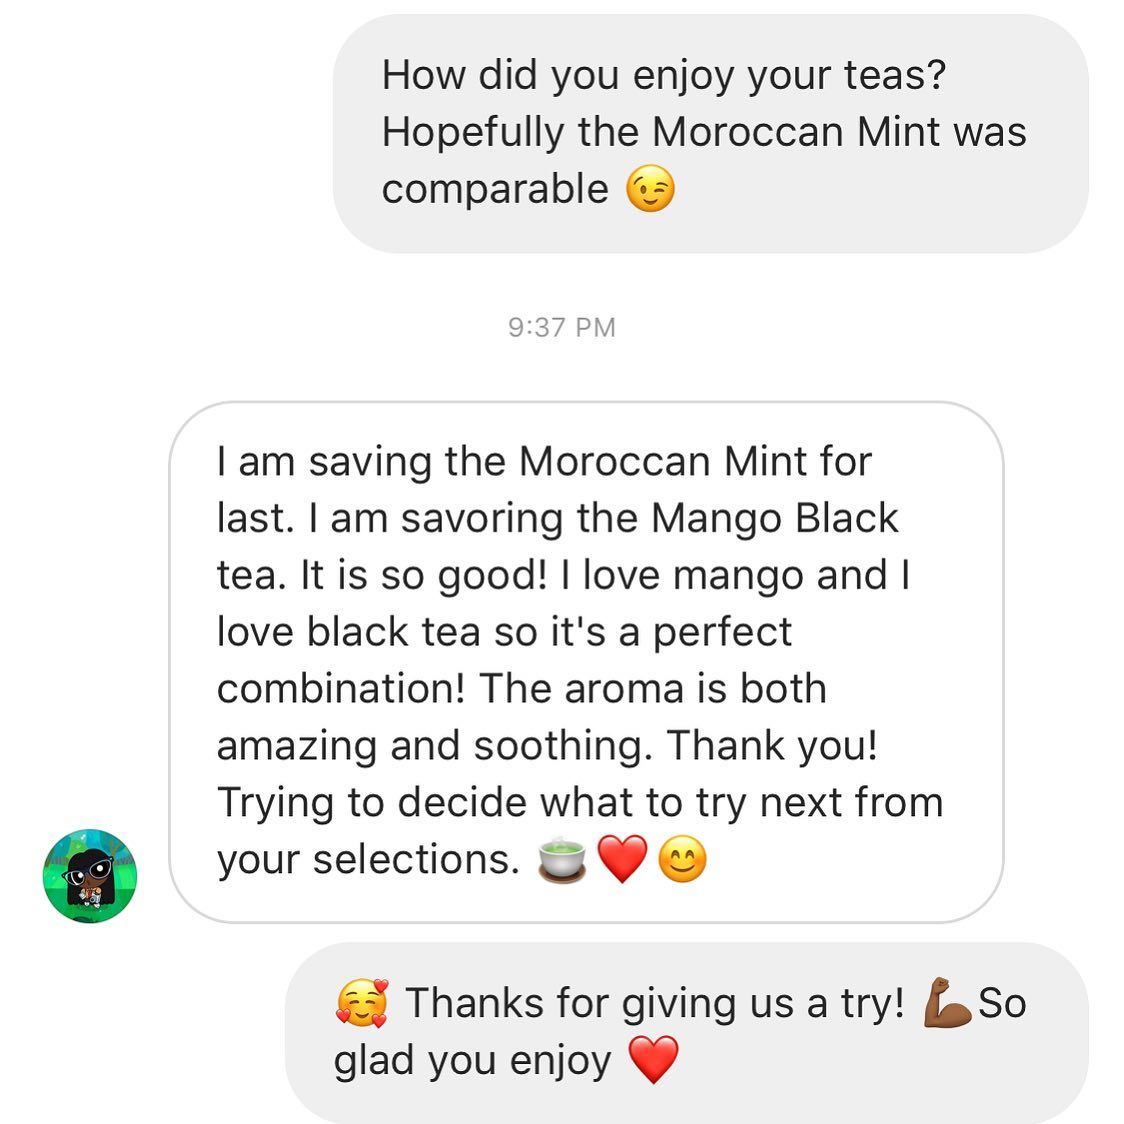 How did you enjoy your teas?
Hopefully the Moroccan Mint was
comparable 😉
9:37 PM
I am saving the Moroccan Mint for
last. I am savoring the Mango Black
tea. It is so good! I love mango and I
love black tea so it's a perfect
combination! The aroma is both
amazing and soothing. Thank you!
Trying to decide what to try next from
your selections. 🍵❤️😊
🥰 Thanks for giving us a try! 💪🏾So
glad you enjoy ❤️